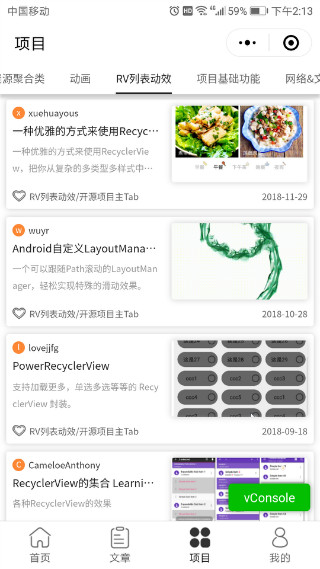 中国移动
59% 下午2:13
项目
源聚合类 动画 RV列表动效 项目基础功能 网络&
xuehuayous
一种优雅的方式来使用Recyc···
一种优雅的方式来使用RecyclerVie
w，把你从复杂的多类型多样式中···
RV列表动效/开源项目主Tab
2018-11-29
wuyr
Android自定义LayoutMana···
一个可以跟随Path滚动的LayoutMan
ager，轻松实现特殊的滑动效果。
RV列表动效/开源项目主Tab
2018-10-28
lovejjfg
PowerRecyclerView
支持加载更多，单选多选等等的 Recy
clerView 封装。
RV列表动效/开源项目主Tab
2018-09-18
CameloeAnthony
RecyclerView的集合 Learni···
各种RecyclerView的效果
vConsole
首页 文章 项目 我的